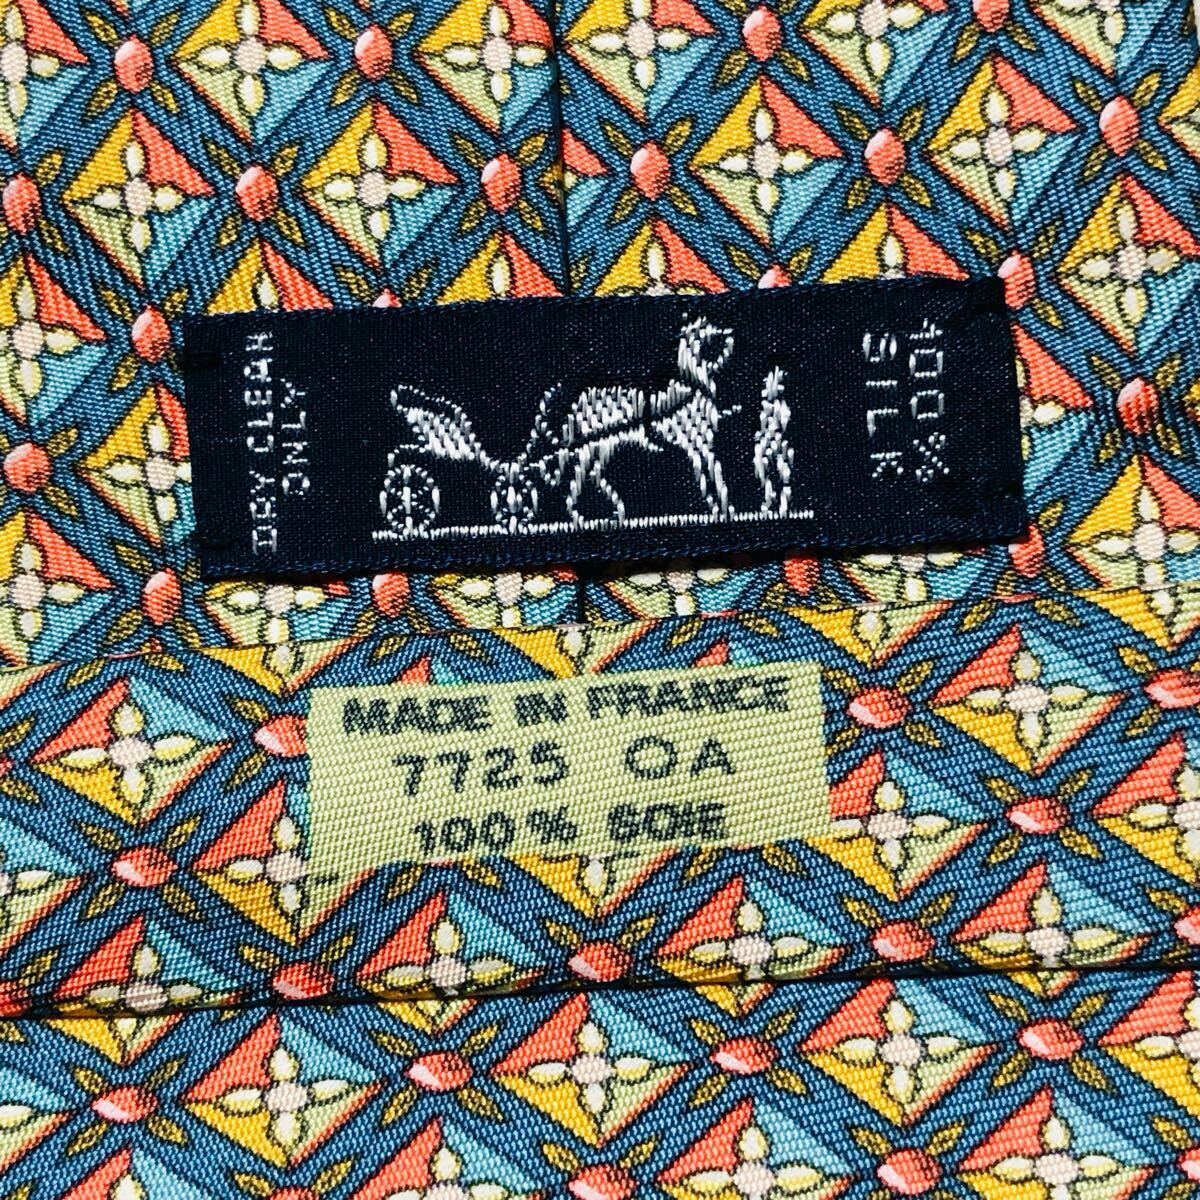 DRY CLEAN
ONLY
100%
SILK
MADE IN FRANCE
7725 OA
100% SOIE